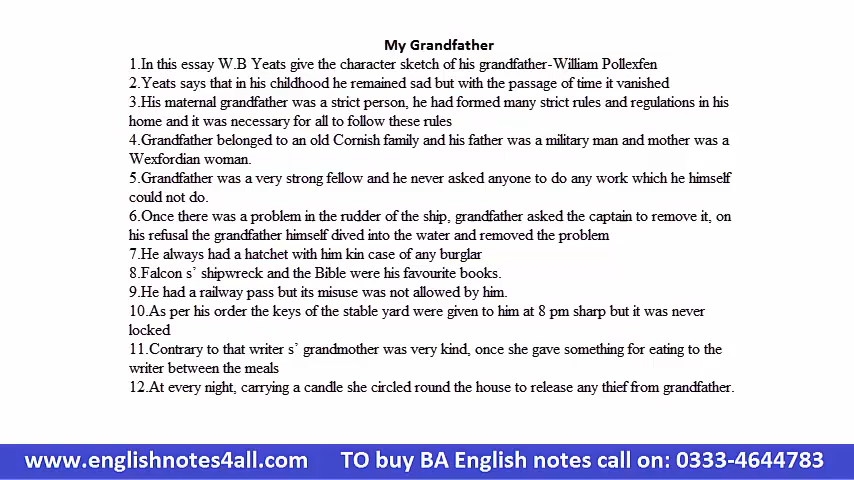 My Grandfather
1.In this essay W.B Yeats give the character sketch of his grandfather-William Pollexfen
2.Yeats says that in his childhood he remained sad but with the passage of time it vanished
3.His maternal grandfather was a strict person, he had formed many strict rules and regulations in his
home and it was necessary for all to follow these rules
4.Grandfather belonged to an old Cornish family and his father was a military man and mother was a
Wexfordian woman.
5.Grandfather was a very strong fellow and he never asked anyone to do any work which he himself
could not do.
6.Once there was a problem in the rudder of the ship, grandfather asked the captain to remove it, on
his refusal the grandfather himself dived into the water and removed the problem
7.He always had a hatchet with him kin case of any burglar
8.Falcon s’ shipwreck and the Bible were his favourite books.
9.He had a railway pass but its misuse was not allowed by him.
10.As per his order the keys of the stable yard were given to him at 8 pm sharp but it was never
locked
11.Contrary to that writer s’ grandmother was very kind, once she gave something for eating to the
writer between the meals
12.At every night, carrying a candle she circled round the house to release any thief from grandfather.
www.englishnotes4all.com TO buy BA English notes call on: 0333-4644783